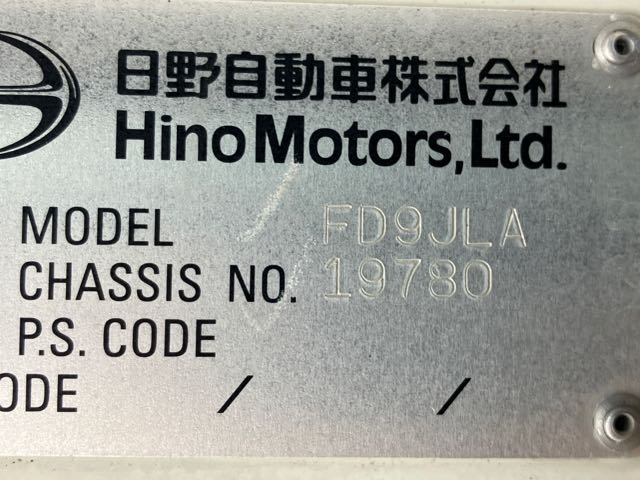 日野自動車株式会社
Hino Motors, Ltd.
MODEL FD9JLA
CHASSIS NO. 19780
P.S. CODE
ODE / /